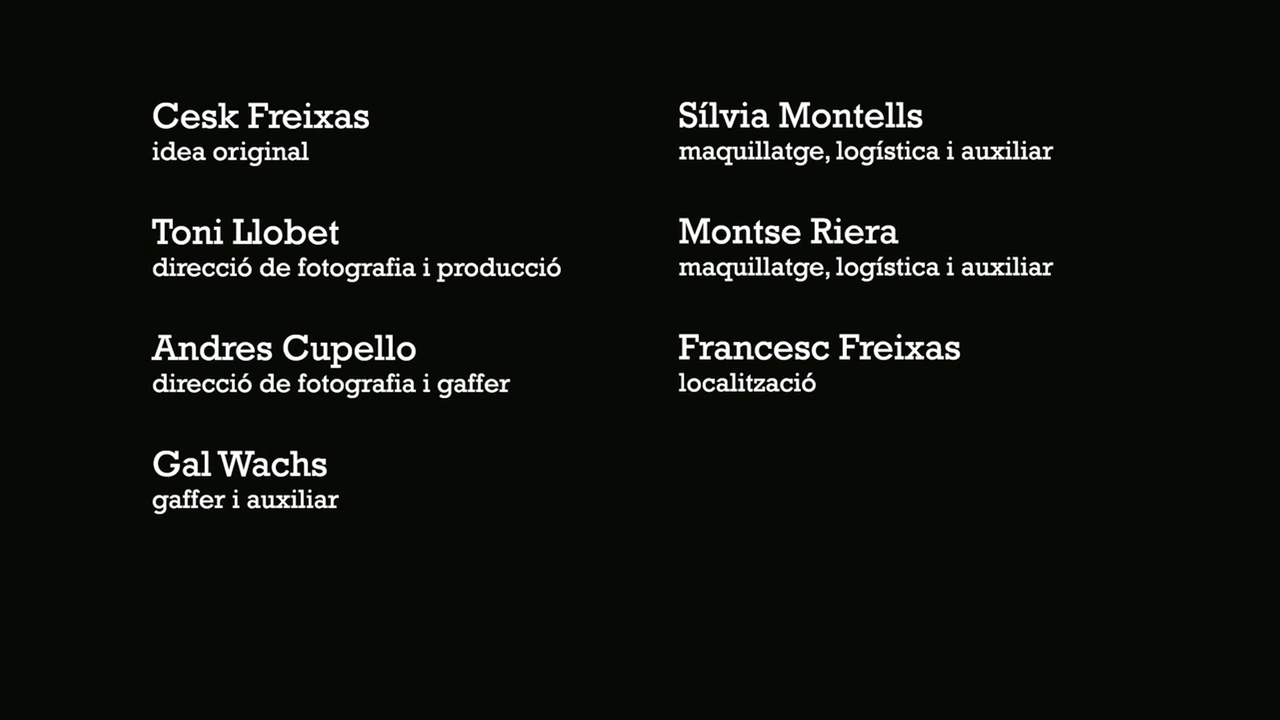 Cesk Freixas
idea original
Toni Llobet
direcció de fotografia i producció
Andres Cupello
direcció de fotografia i gaffer
Gal Wachs
gaffer i auxiliar
Sílvia Montells
maquillatge, logística i auxiliar
Montse Riera
maquillatge, logística i auxiliar
Francesc Freixas
localització